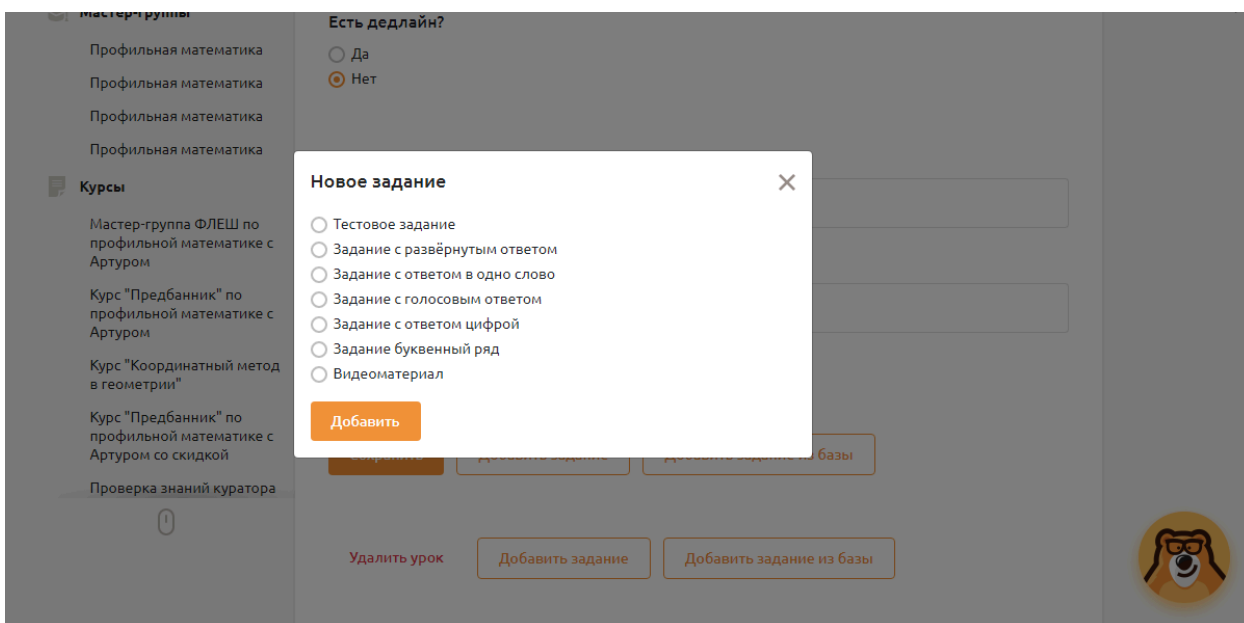 Мастер-группы
Профильная математика
Профильная математика
Профильная математика
Профильная математика
Курсы
Мастер-группа ФЛЕШ по
профильной математике с
Артуром
Курс "Предбанник" по
профильной математике с
Артуром
Курс "Координатный метод
в геометрии"
Курс "Предбанник" по
профильной математике с
Артуром со скидкой
Проверка знаний куратора
Есть дедлайн?
Да
Нет
Новое задание
Тестовое задание
Задание с развёрнутым ответом
Задание с ответом в одно слово
Задание с голосовым ответом
Задание с ответом цифрой
Задание буквенный ряд
Видеоматериал
Добавить
Сохранить Добавить задание Добавить задание из базы
Удалить урок Добавить задание Добавить задание из базы